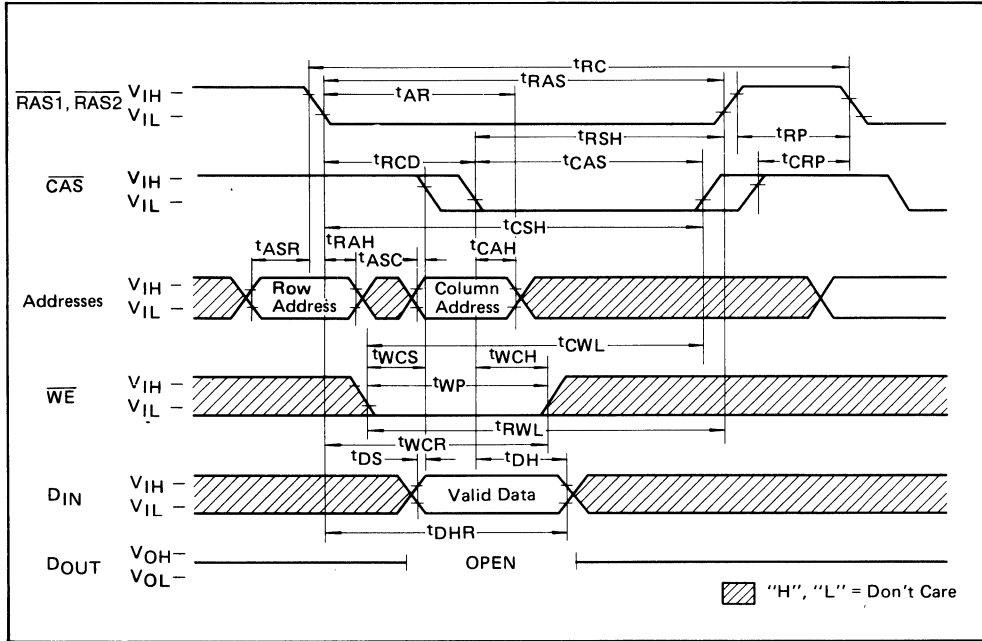 tRC
tRAS
tAR
RAS1, RAS2 VIH –
VIL –
tRSH
tRP
tRCD
tCAS
tCRP
CAS VIH –
VIL –
tCSH
tASR
tRAH
tASC
tCAH
Addresses VIH –
VIL –
Row Address
Column Address
tCWL
tWCS
tWCH
tWP
WE VIH –
VIL –
tRWL
tWCR
tDS
tDH
DIN VIH –
VIL –
Valid Data
tDHR
DOUT VOH –
VOL –
OPEN
"H", "L" = Don't Care